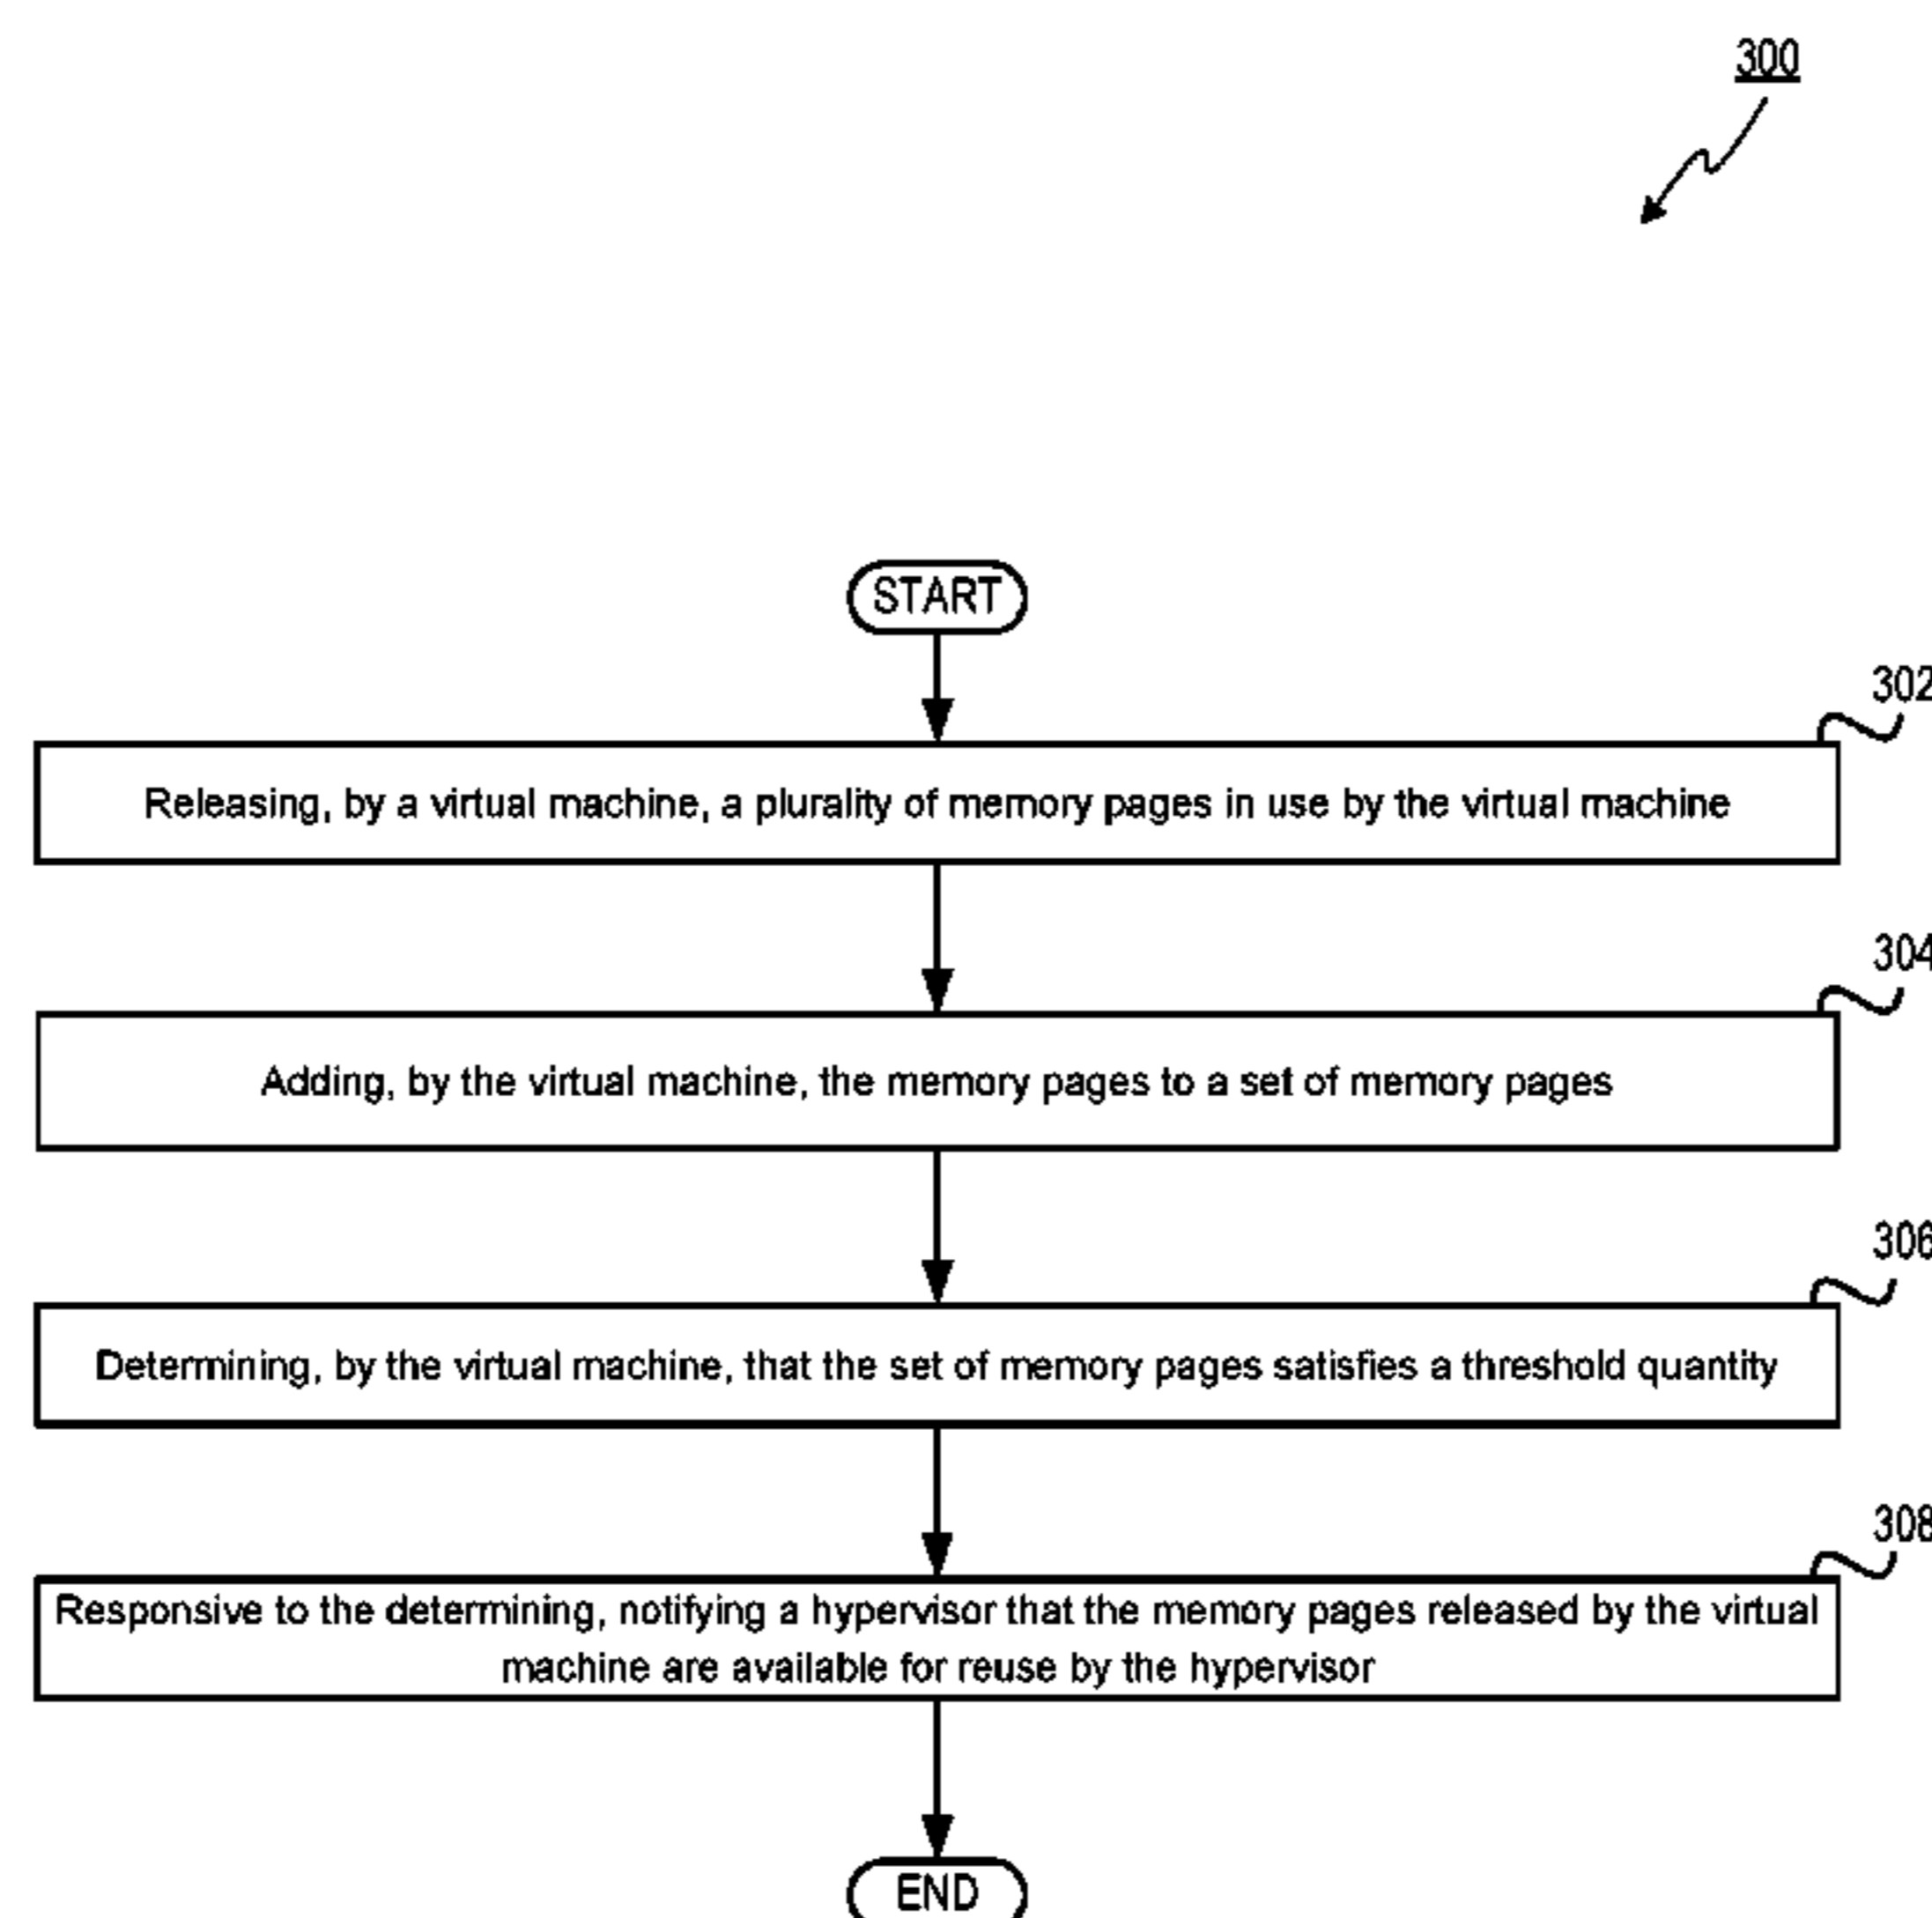 300
START
302
Releasing, by a virtual machine, a plurality of memory pages in use by the virtual machine
304
Adding, by the virtual machine, the memory pages to a set of memory pages
306
Determining, by the virtual machine, that the set of memory pages satisfies a threshold quantity
308
Responsive to the determining, notifying a hypervisor that the memory pages released by the virtual
machine are available for reuse by the hypervisor
END